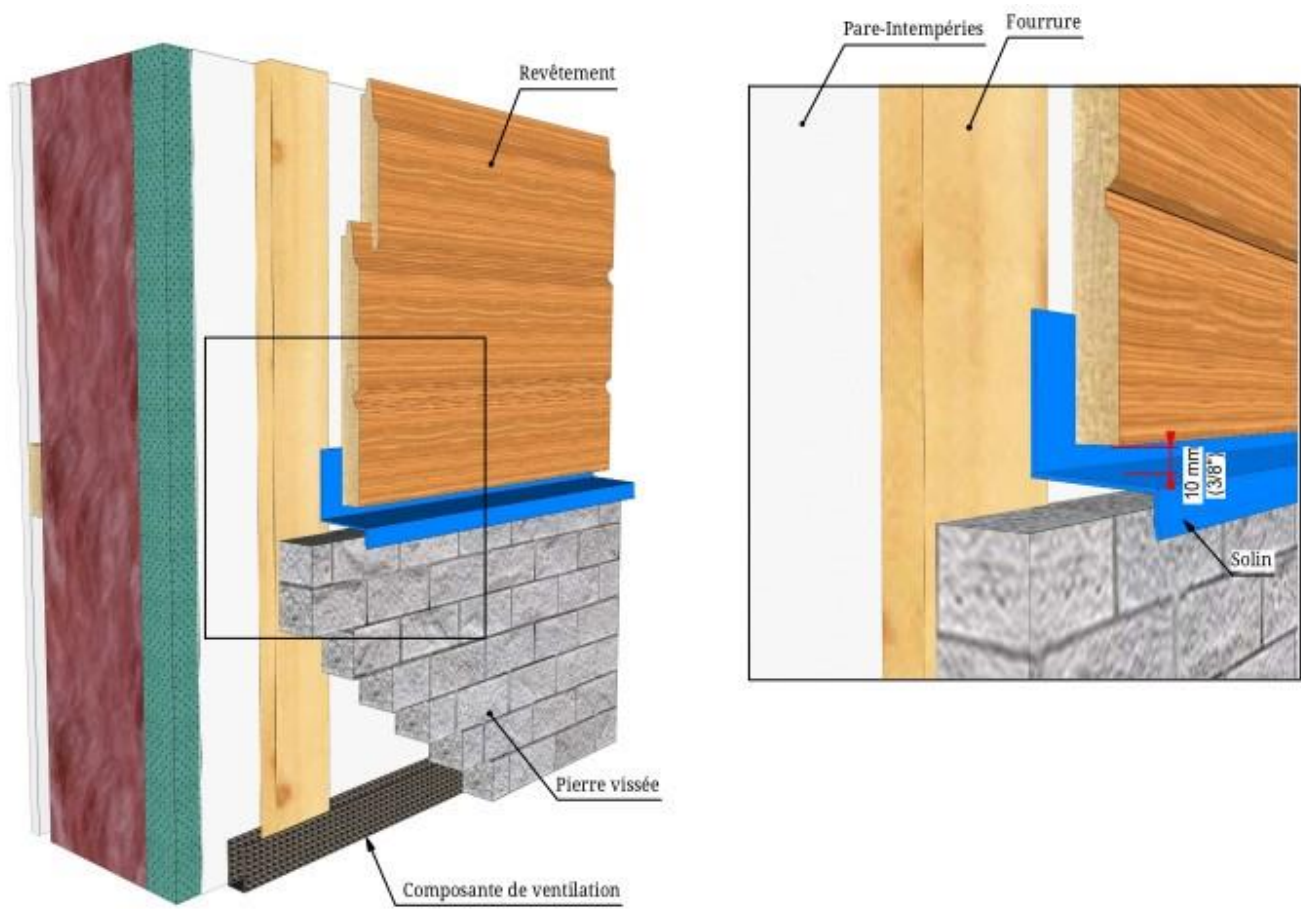 Revêtement
Pierre vissée
Composante de ventilation
Pare-Intempéries
Fourrure
10 mm
(3/8")
Solin